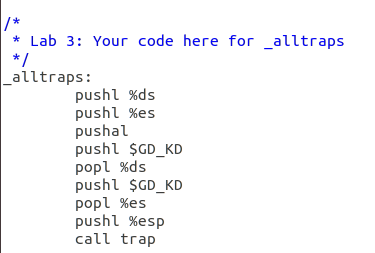 /*
 * Lab 3: Your code here for _alltraps
 */
_alltraps:
        pushl %ds
        pushl %es
        pushal
        pushl $GD_KD
        popl %ds
        pushl $GD_KD
        popl %es
        pushl %esp
        call trap